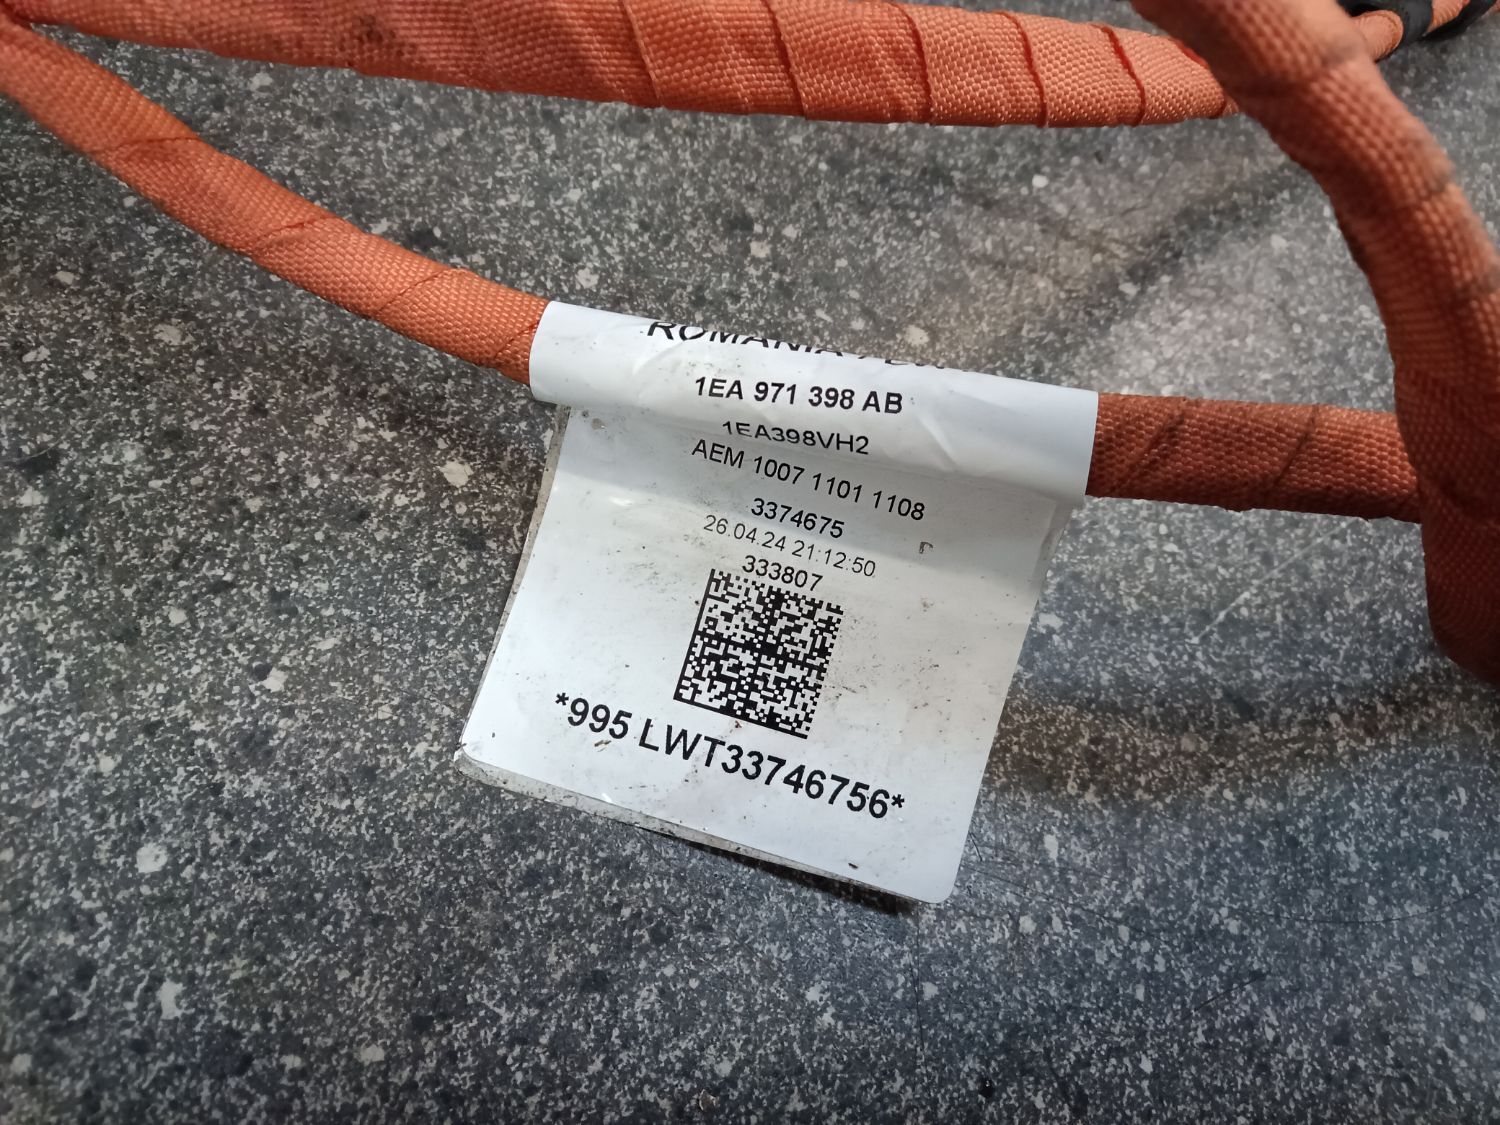 ROMANIA
1EA 971 398 AB
1EA398VH2
AEM 1007 1101 1108
3374675
26.04.24 21:12:50
333807
*995 LWT33746756*